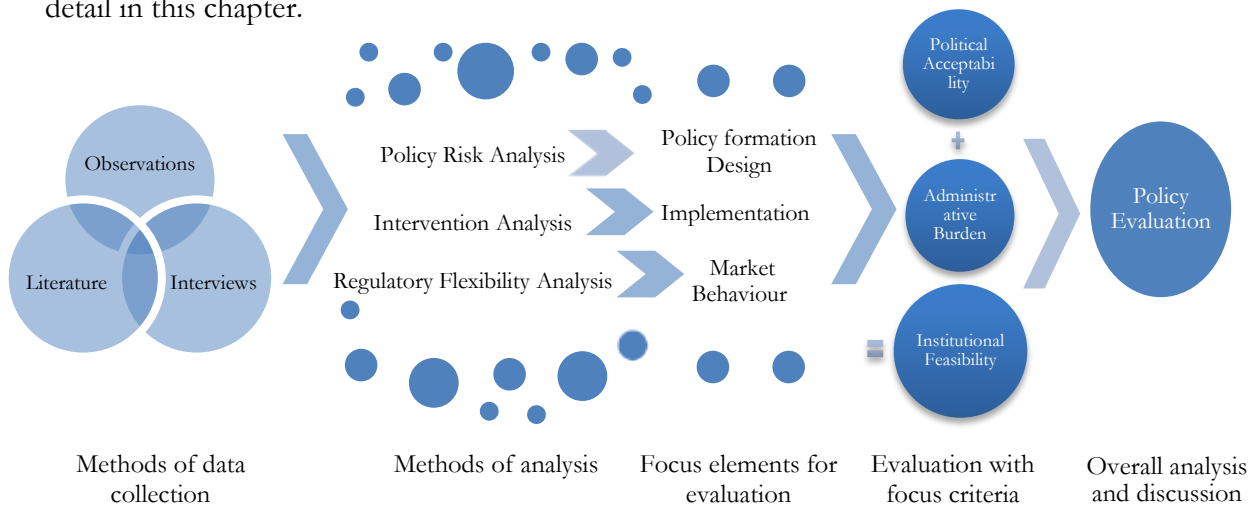 detail in this chapter.
Observations
Literature
Interviews
Policy Risk Analysis
Intervention Analysis
Regulatory Flexibility Analysis
Policy formation
Design
Implementation
Market
Behaviour
Political
Acceptabi
lity
+
Administr
ative
Burden
=
Institutional
Feasibility
Policy
Evaluation
Methods of data
collection
Methods of analysis
Focus elements for
evaluation
Evaluation with
focus criteria
Overall analysis
and discussion